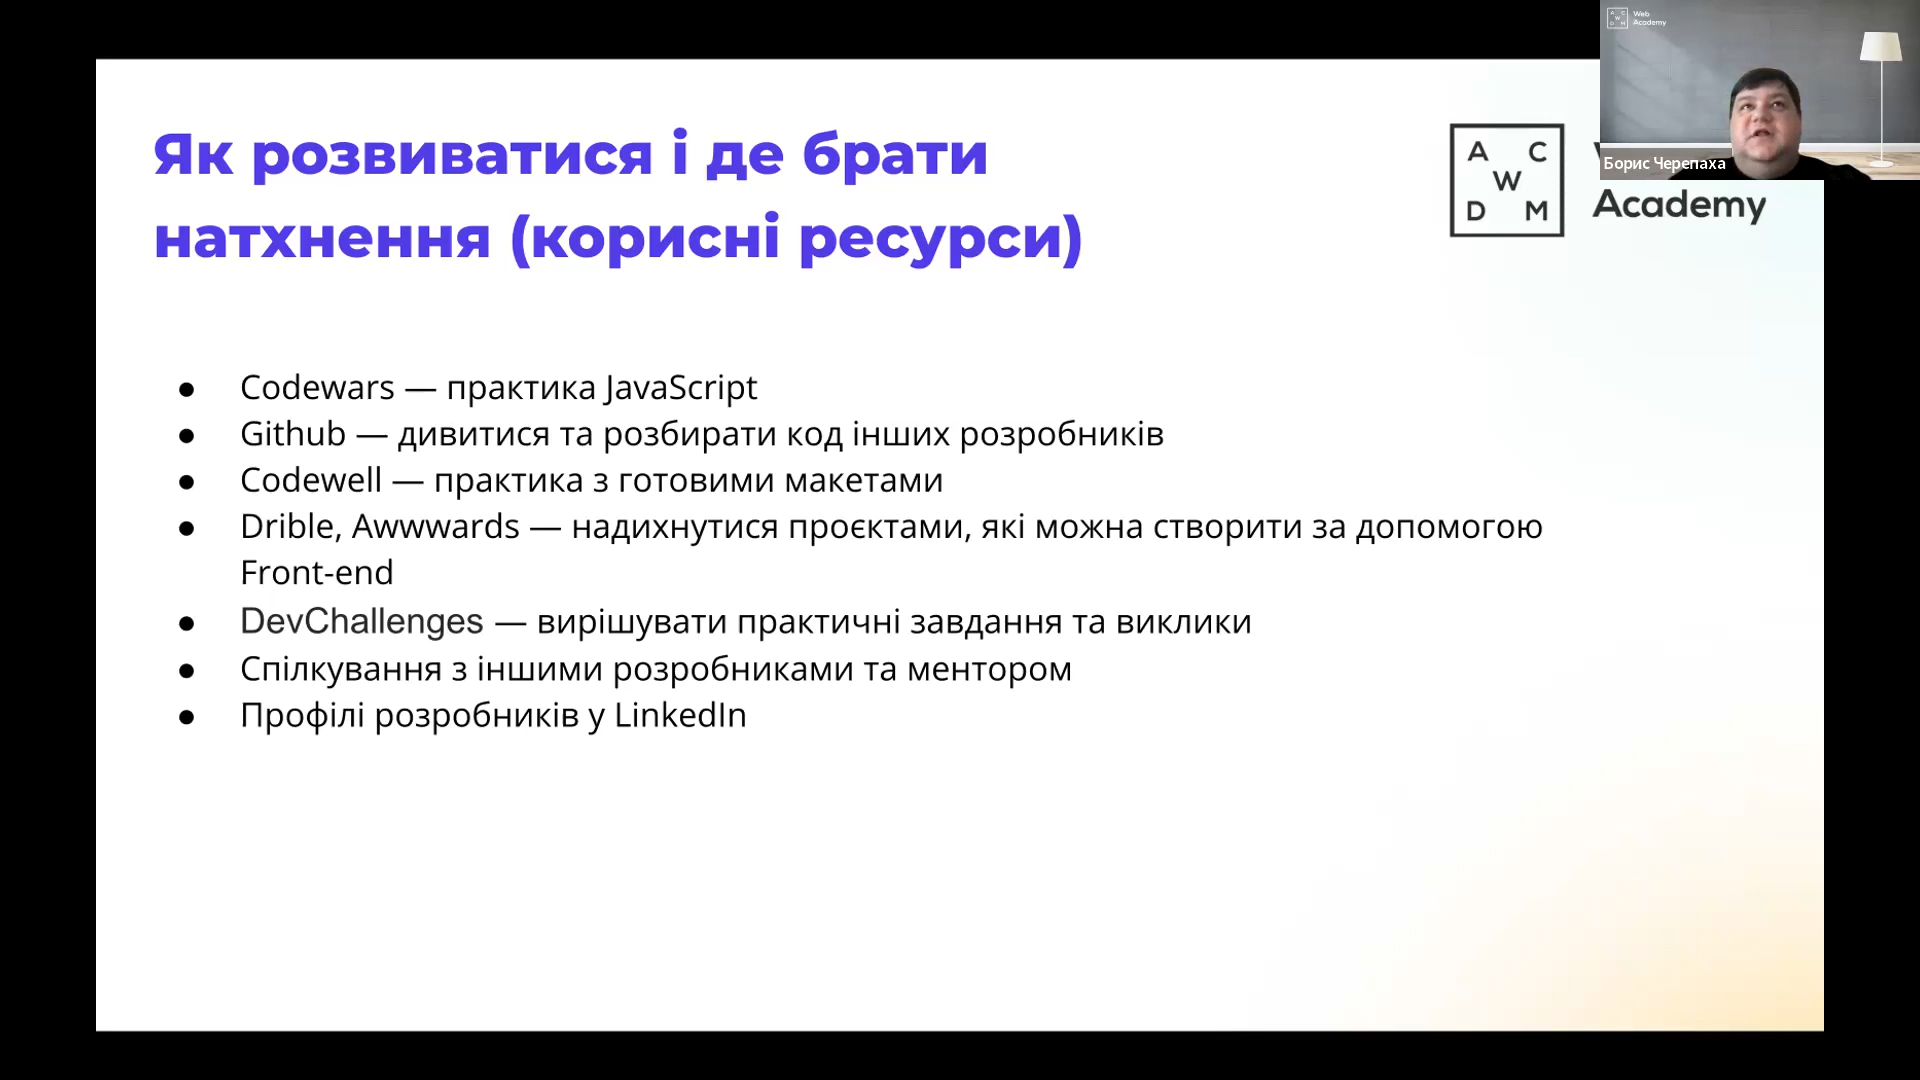 Як розвиватися і де брати
натхнення (корисні ресурси)
A C
W
D M
Academy
A C
W
D M
Web
Academy
Борис Черепаха
● Codewars — практика JavaScript
● Github — дивитися та розбирати код інших розробників
● Codewell — практика з готовими макетами
● Drible, Awwwards — надихнутися проєктами, які можна створити за допомогою
Front-end
● DevChallenges — вирішувати практичні завдання та виклики
● Спілкування з іншими розробниками та ментором
● Профілі розробників у LinkedIn